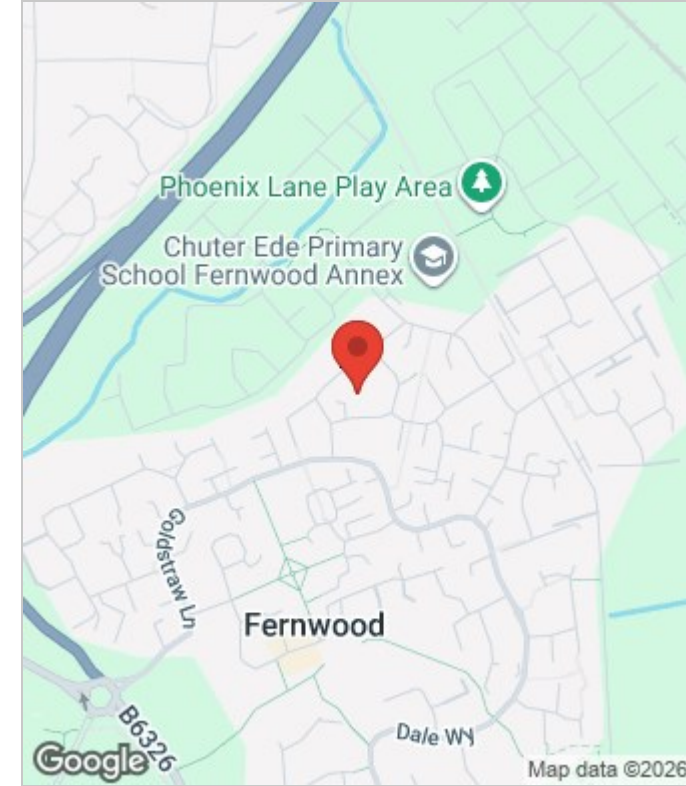 Phoenix Lane Play Area
Chuter Ede Primary
School Fernwood Annex
Goldstraw Ln
Fernwood
B6326
Dale Wy
Google
Map data ©2026